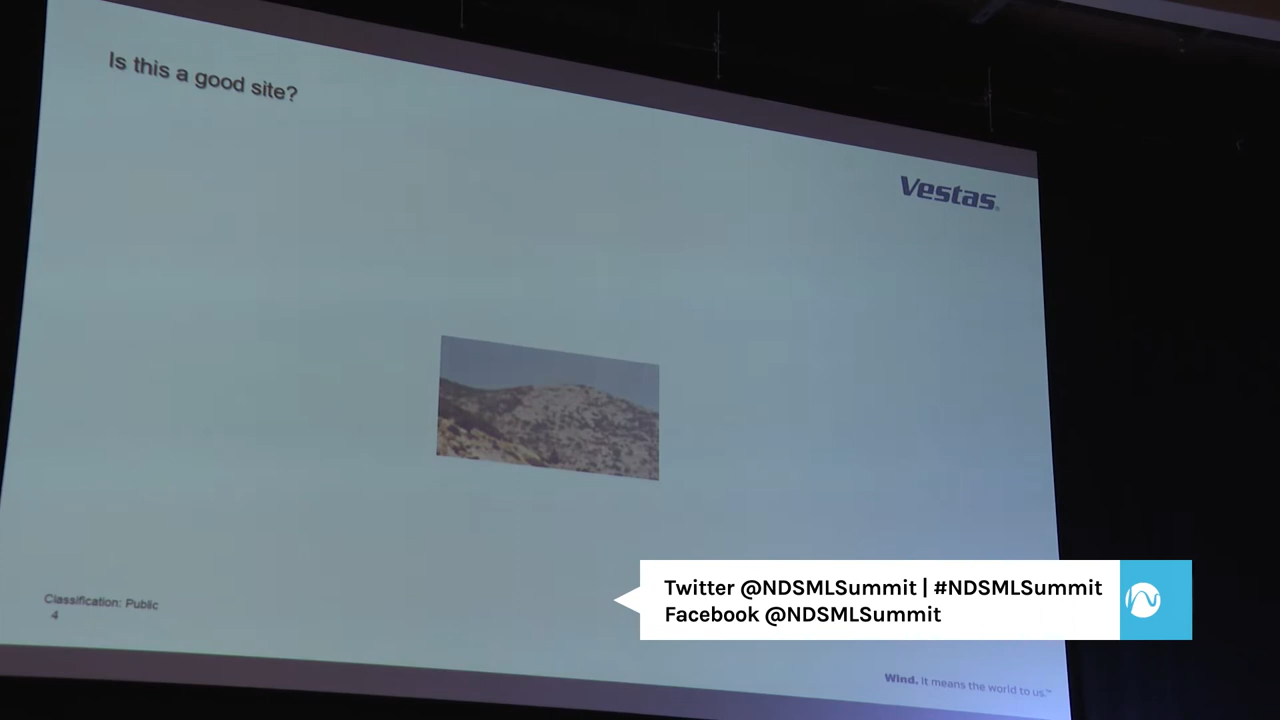 Is this a good site?
Vestas
Classification: Public
4
Twitter @NDSMLSummit | #NDSMLSummit
Facebook @NDSMLSummit
Wind. It means the world to us.™